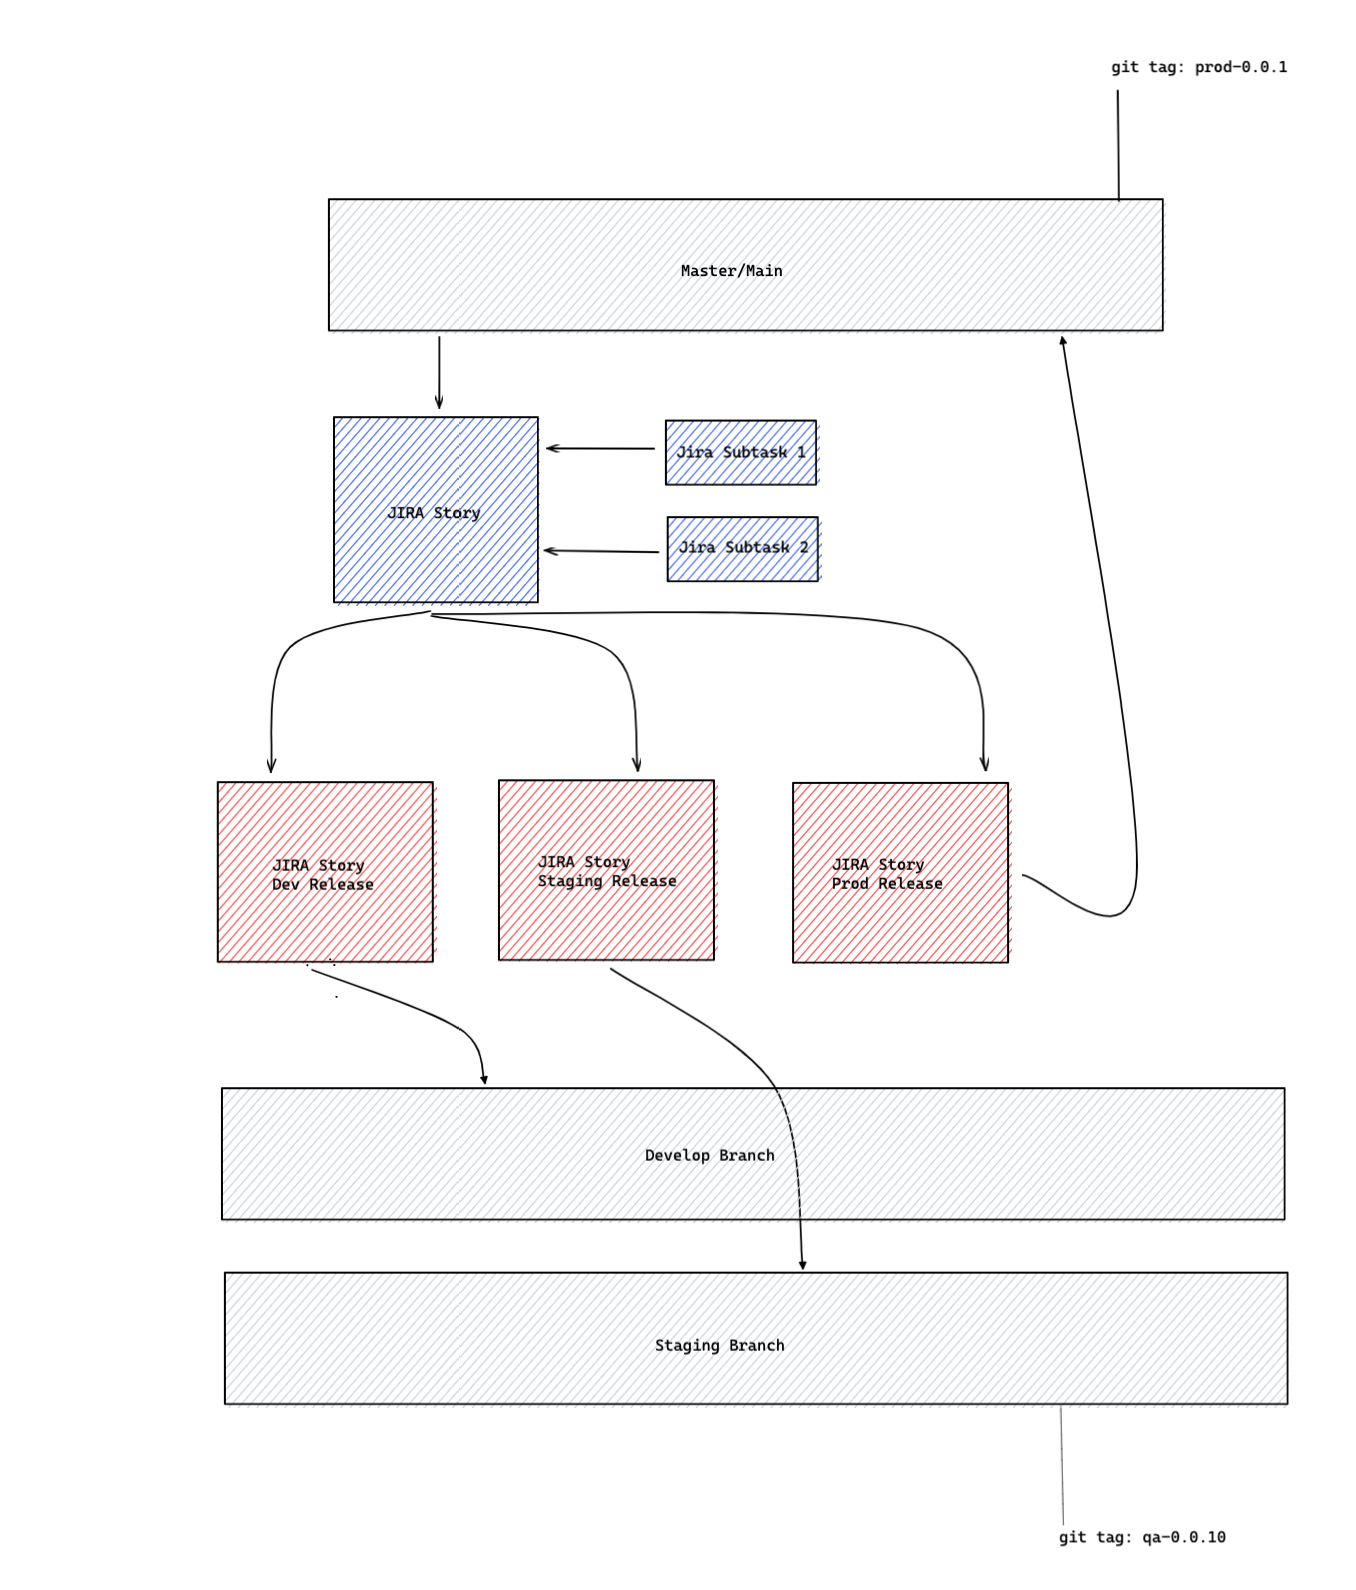 git tag: prod-0.0.1
Master/Main
Jira Subtask 1
JIRA Story
Jira Subtask 2
JIRA Story
Dev Release
JIRA Story
Staging Release
JIRA Story
Prod Release
Develop Branch
Staging Branch
git tag: qa-0.0.10